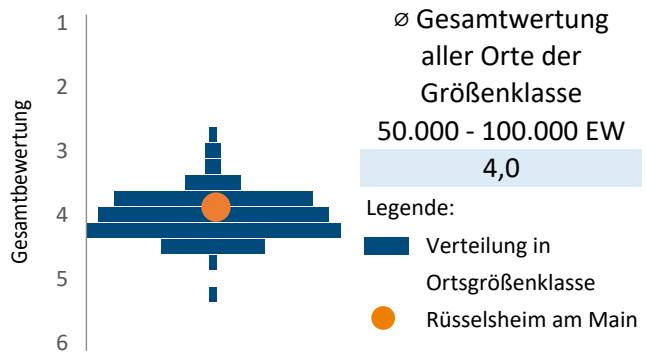 Gesamtbewertung
1
2
3
4
5
6
⌀ Gesamtwertung
aller Orte der
Größenklasse
50.000 - 100.000 EW
4,0
Legende:
Verteilung in
Ortsgrößenklasse
Rüsselsheim am Main